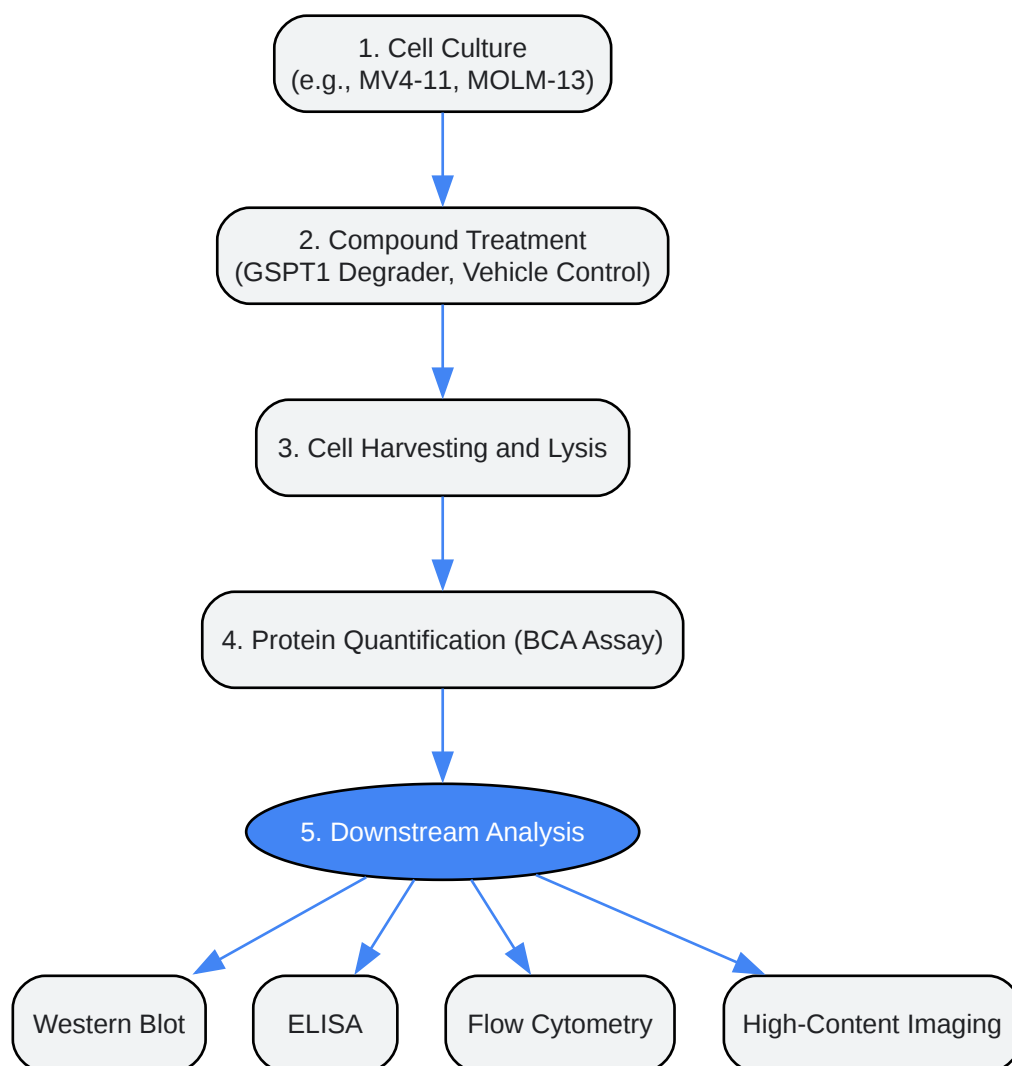 1. Cell Culture
(e.g., MV4-11, MOLM-13)
2. Compound Treatment
(GSPT1 Degrader, Vehicle Control)
3. Cell Harvesting and Lysis
4. Protein Quantification (BCA Assay)
5. Downstream Analysis
Western Blot
ELISA
Flow Cytometry
High-Content Imaging